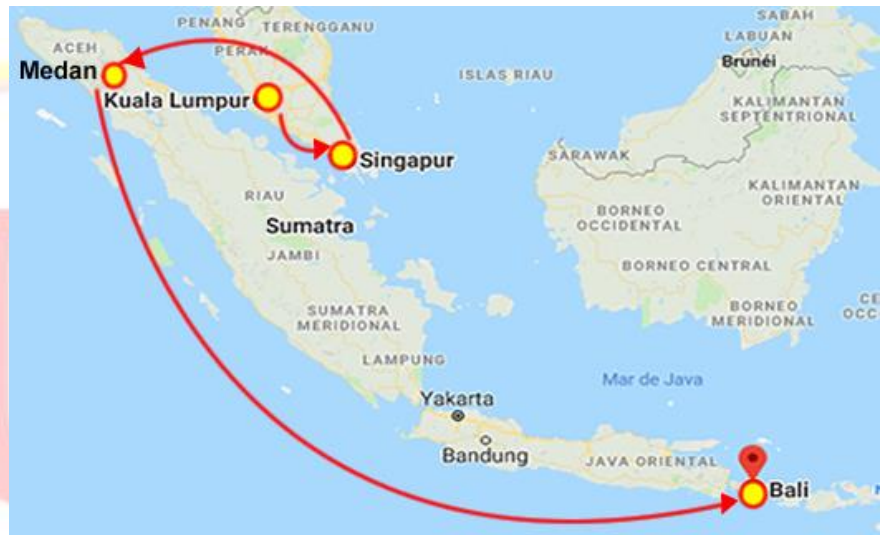 PENANG
TERENGGANU
SABAH
ACEH
LABUAN
PERAK
Brunéi
Medan
ISLAS RIAU
Kuala Lumpur
KALIMANTAN
SEPTENTRIONAL
SARAWAK
Singapur
RIAU
KALIMANTAN
ORIENTAL
BORNEO
OCCIDENTAL
Sumatra
JAMBI
BORNEO CENTRAL
SUMATRA
MERIDIONAL
BORNEO
MERIDIONAL
CE
OCC
LAMPUNG
Mar de Java
Yakarta
Bandung
JAVA ORIENTAL
Bali